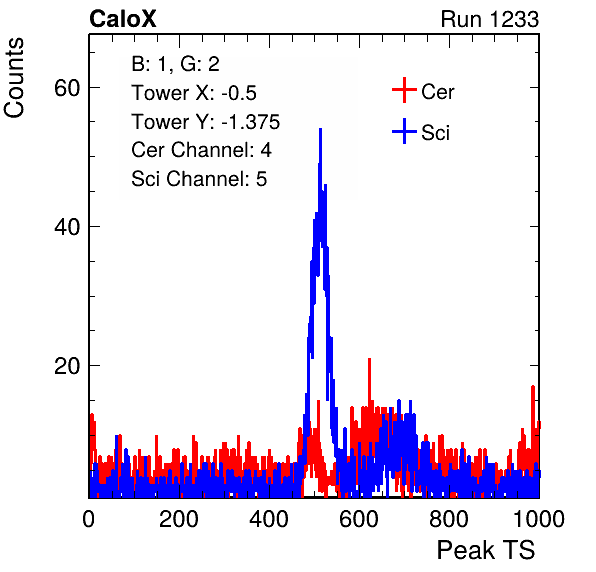 CaloX Run 1233
Counts
B: 1, G: 2
Tower X: -0.5
Tower Y: -1.375
Cer Channel: 4
Sci Channel: 5
Cer
Sci
60
40
20
0 200 400 600 800 1000
Peak TS